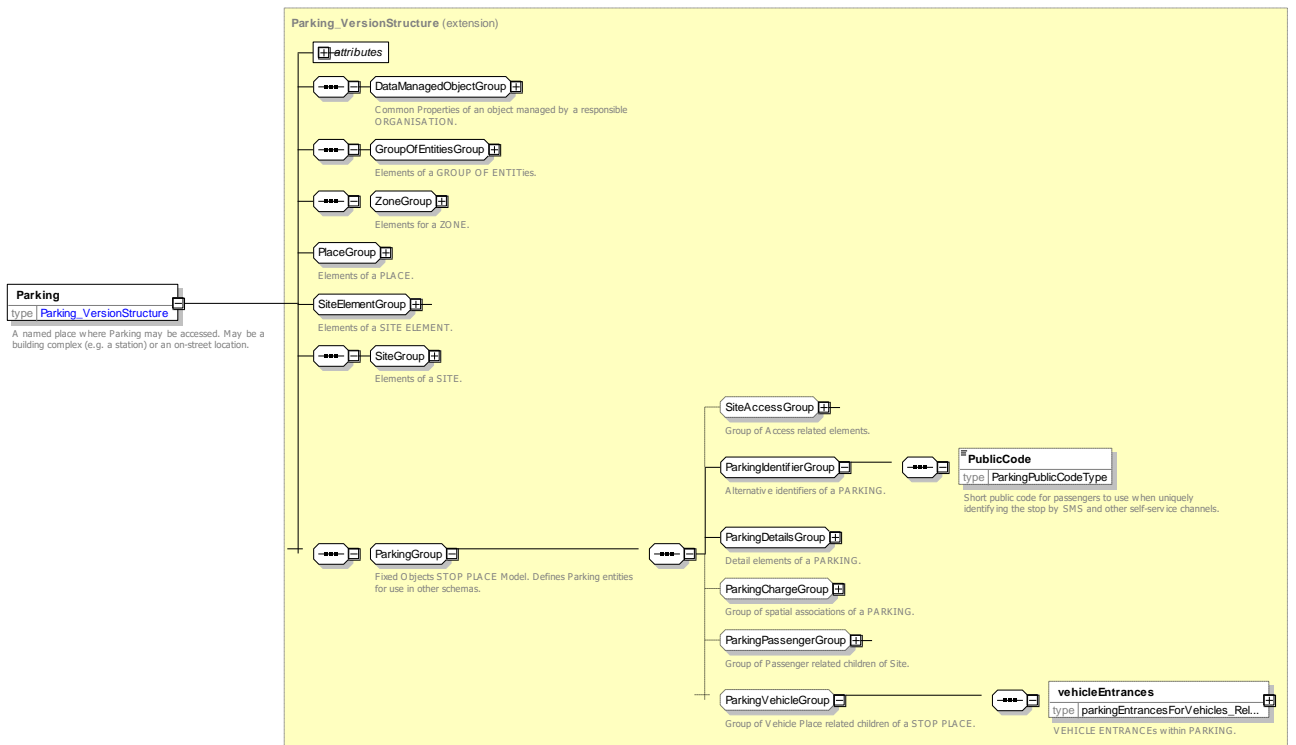 Parking_VersionStructure (extension)
attributes
DataManagedObjectGroup
Common Properties of an object managed by a responsible
ORGANISATION.
GroupOfEntitiesGroup
Elements of a GROUP OF ENTITies.
ZoneGroup
Elements for a ZONE.
PlaceGroup
Elements of a PLACE.
Parking
type Parking_VersionStructure
A named place where Parking may be accessed. May be a
building complex (e.g. a station) or an on-street location.
SiteElementGroup
Elements of a SITE ELEMENT.
SiteGroup
Elements of a SITE.
SiteAccessGroup
Group of Access related elements.
ParkingIdentifierGroup
Alternative identifiers of a PARKING.
PublicCode
type ParkingPublicCodeType
Short public code for passengers to use when uniquely
identifying the stop by SMS and other self-service channels.
ParkingGroup
Fixed Objects STOP PLACE Model. Defines Parking entities
for use in other schemas.
ParkingDetailsGroup
Detail elements of a PARKING.
ParkingChargeGroup
Group of spatial associations of a PARKING.
ParkingPassengerGroup
Group of Passenger related children of Site.
ParkingVehicleGroup
Group of Vehicle Place related children of a STOP PLACE.
vehicleEntrances
type parkingEntrancesForVehicles_Rel...
VEHICLE ENTRANCEs within PARKING.